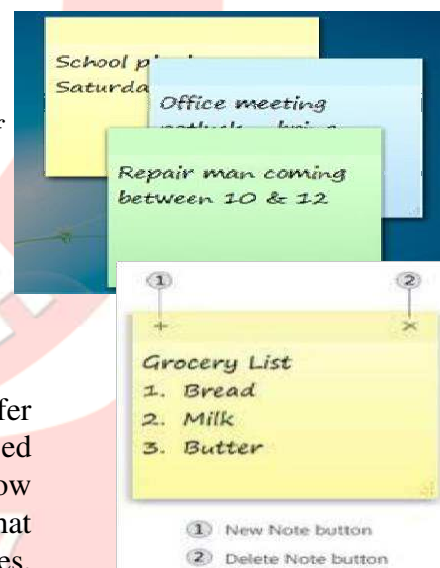 School
Saturda
Office meeting
Repair man coming
between 10 & 12
1
2
+
×
Grocery List
1. Bread
2. Milk
3. Butter
1 New Note button
2 Delete Note button
fer
ed
ow
hat
es.